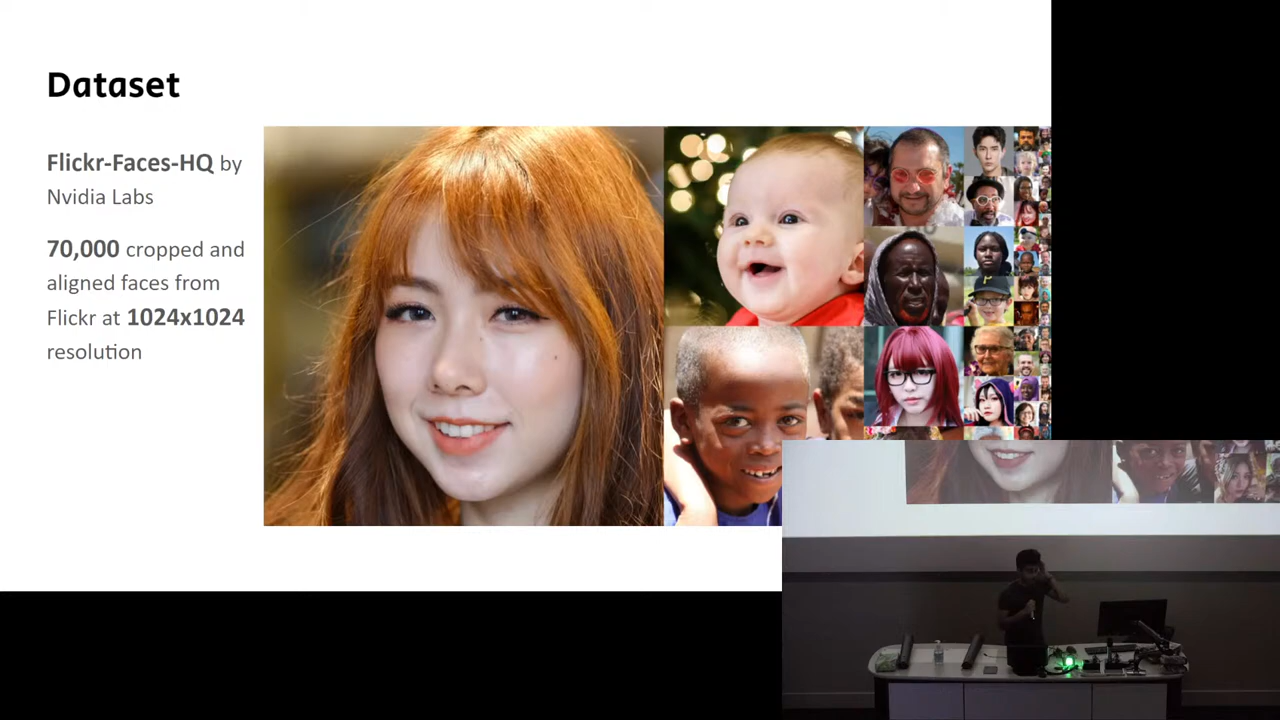 Dataset
Flickr-Faces-HQ by
Nvidia Labs
70,000 cropped and
aligned faces from
Flickr at 1024x1024
resolution